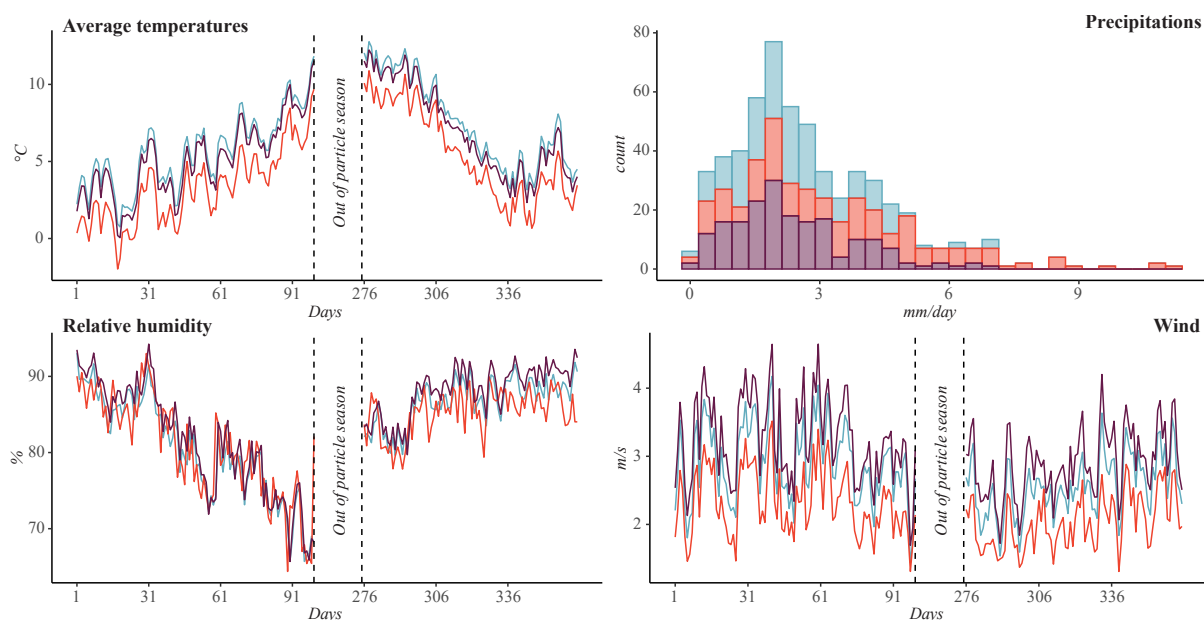 Average temperatures
°C
10
5
0
Out of particle season
1 31 61 91 276 306 336
Days
Precipitations
count
80
60
40
20
0
0 3 6 9
mm/day
Relative humidity
%
90
80
70
Out of particle season
1 31 61 91 276 306 336
Days
Wind
m/s
4
3
2
Out of particle season
1 31 61 91 276 306 336
Days